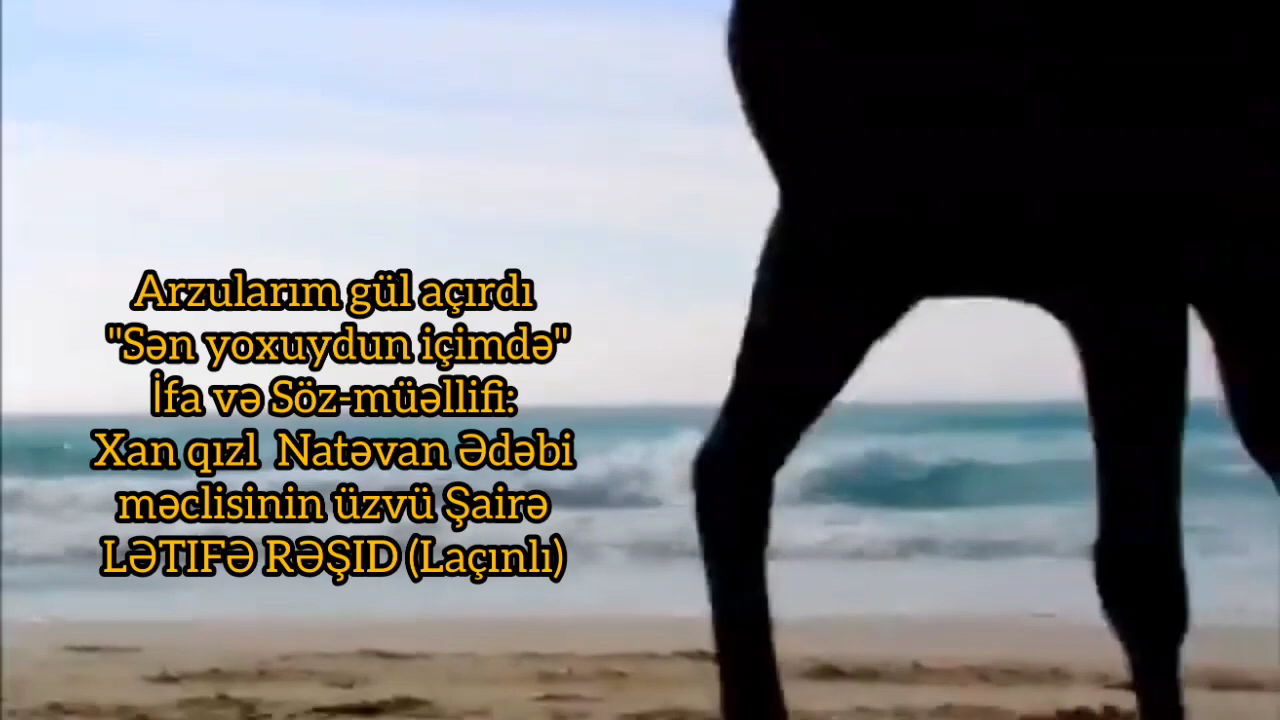 Arzularım gül açırdı
"Sən yoxuydun içimdə"
İfa və Söz-müəllifi:
Xan qızl Natəvan Ədəbi
məclisinin üzvü Şairə
LƏTIFƏ RƏŞID (Laçınlı)